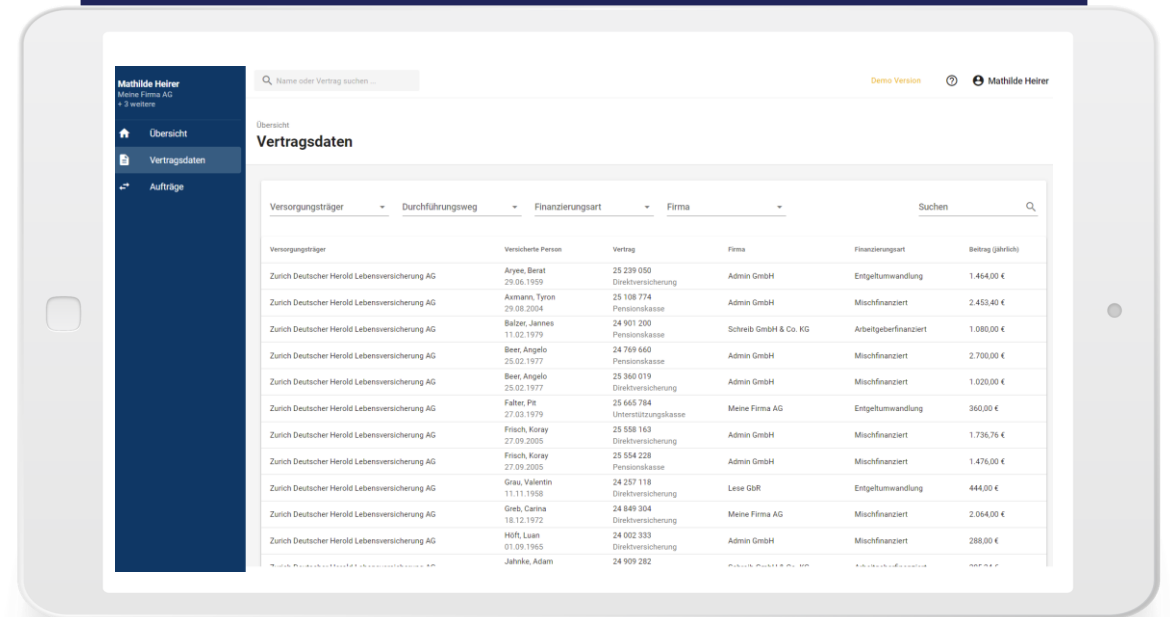 Mathilde Heirer
Meine Firma AG
+ 3 weitere
Übersicht
Vertragsdaten
Aufträge
Name oder Vertrag suchen ...
Demo Version
Mathilde Heirer
Übersicht
Vertragsdaten
Versorgungsträger Durchführungsweg Finanzierungsart Firma Suchen
Versorgungsträger Versicherte Person Vertrag Firma Finanzierungsart Beitrag (jährlich)
Zurich Deutscher Herold Lebensversicherung AG Aryee, Berat 25 239 050 Admin GmbH Entgeltumwandlung 1.464,00 €
29.06.1959 Direktversicherung
Zurich Deutscher Herold Lebensversicherung AG Axmann, Tyron 25 108 774 Admin GmbH Mischfinanziert 2.453,40 €
29.08.2004 Pensionskasse
Zurich Deutscher Herold Lebensversicherung AG Balzer, Jannes 24 901 200 Schreib GmbH & Co. KG Arbeitgeberfinanziert 1.080,00 €
11.02.1979 Pensionskasse
Zurich Deutscher Herold Lebensversicherung AG Beer, Angelo 24 769 660 Admin GmbH Mischfinanziert 2.700,00 €
25.02.1977 Pensionskasse
Zurich Deutscher Herold Lebensversicherung AG Beer, Angelo 25 360 019 Admin GmbH Mischfinanziert 1.020,00 €
25.02.1977 Direktversicherung
Zurich Deutscher Herold Lebensversicherung AG Falter, Pit 25 665 784 Meine Firma AG Entgeltumwandlung 360,00 €
27.03.1979 Unterstützungskasse
Zurich Deutscher Herold Lebensversicherung AG Frisch, Koray 25 558 163 Admin GmbH Mischfinanziert 1.736,76 €
27.09.2005 Direktversicherung
Zurich Deutscher Herold Lebensversicherung AG Frisch, Koray 25 554 228 Admin GmbH Mischfinanziert 1.476,00 €
27.09.2005 Pensionskasse
Zurich Deutscher Herold Lebensversicherung AG Grau, Valentin 24 257 118 Lese GbR Entgeltumwandlung 444,00 €
11.11.1958 Direktversicherung
Zurich Deutscher Herold Lebensversicherung AG Greb, Carina 24 849 304 Meine Firma AG Mischfinanziert 2.064,00 €
18.12.1972 Direktversicherung
Zurich Deutscher Herold Lebensversicherung AG Höft, Luan 24 002 333 Admin GmbH Mischfinanziert 288,00 €
01.09.1965 Direktversicherung
Jahnke, Adam 24 909 282